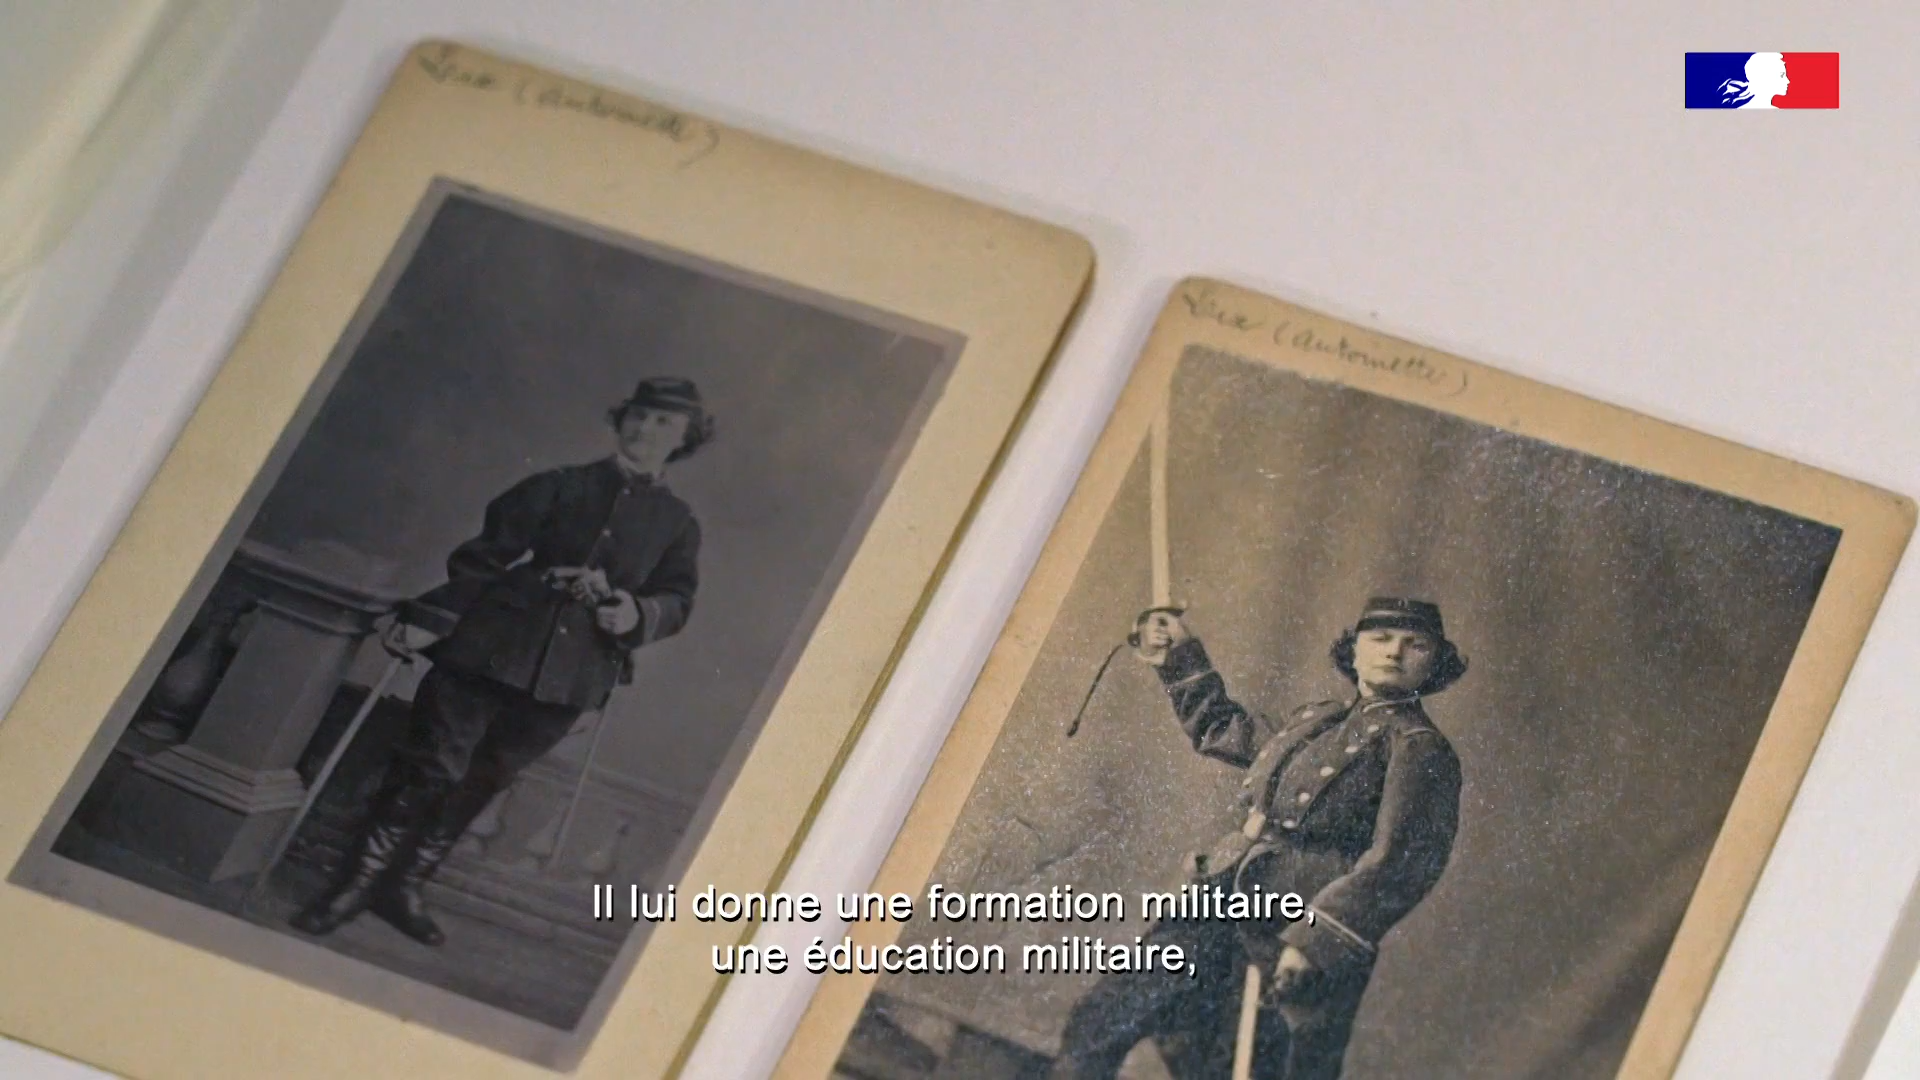 Lix (Antoinette)
Lix (Antoinette)
Il lui donne une formation militaire,
une éducation militaire,